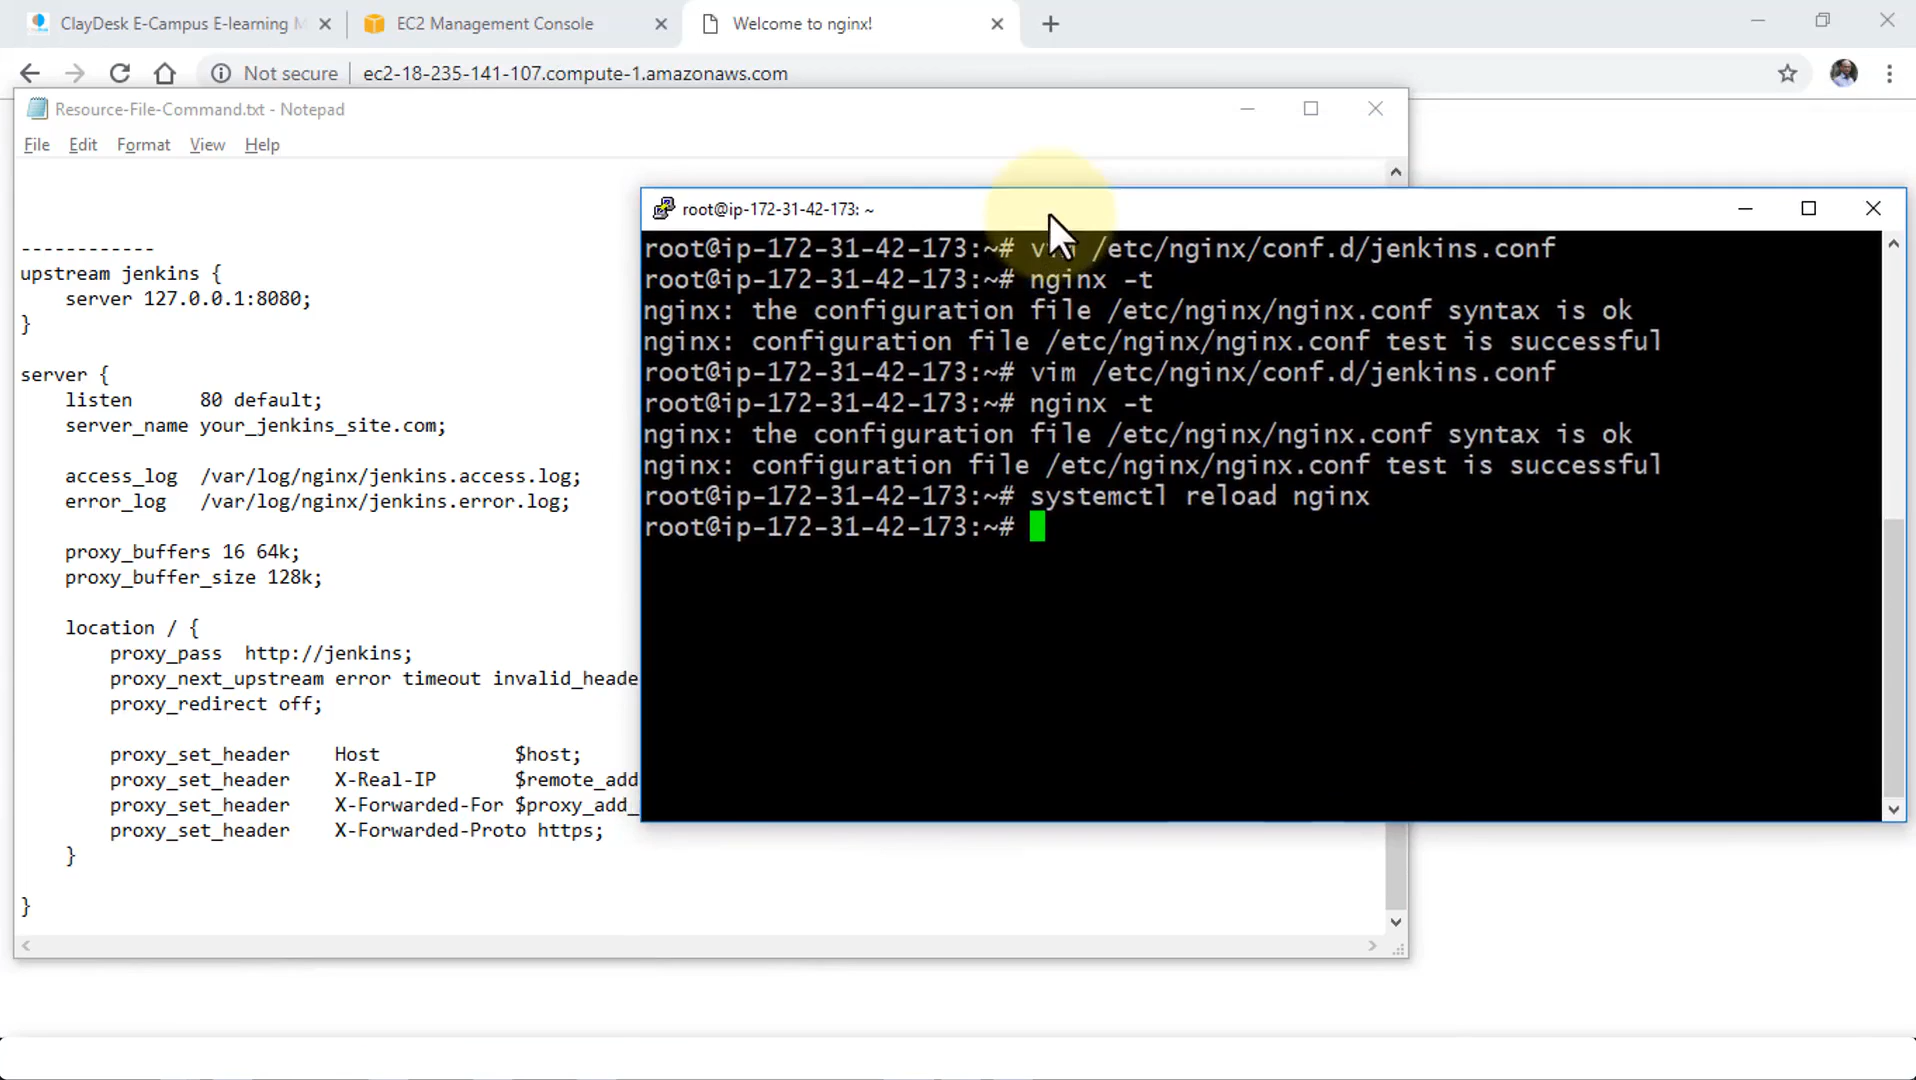 ClayDesk E-Campus E-learning M
EC2 Management Console
Welcome to nginx!
Not secure
ec2-18-235-141-107.compute-1.amazonaws.com
Resource-File-Command.txt - Notepad
File Edit Format View Help
------------
upstream jenkins {
server 127.0.0.1:8080;
}
server {
listen 80 default;
server_name your_jenkins_site.com;
access_log /var/log/nginx/jenkins.access.log;
error_log /var/log/nginx/jenkins.error.log;
proxy_buffers 16 64k;
proxy_buffer_size 128k;
location / {
proxy_pass http://jenkins;
proxy_next_upstream error timeout invalid_heade
proxy_redirect off;
proxy_set_header Host $host;
proxy_set_header X-Real-IP $remote_add
proxy_set_header X-Forwarded-For $proxy_add_
proxy_set_header X-Forwarded-Proto https;
}
}
root@ip-172-31-42-173: ~
root@ip-172-31-42-173:~# vim /etc/nginx/conf.d/jenkins.conf
root@ip-172-31-42-173:~# nginx -t
nginx: the configuration file /etc/nginx/nginx.conf syntax is ok
nginx: configuration file /etc/nginx/nginx.conf test is successful
root@ip-172-31-42-173:~# vim /etc/nginx/conf.d/jenkins.conf
root@ip-172-31-42-173:~# nginx -t
nginx: the configuration file /etc/nginx/nginx.conf syntax is ok
nginx: configuration file /etc/nginx/nginx.conf test is successful
root@ip-172-31-42-173:~# systemctl reload nginx
root@ip-172-31-42-173:~#